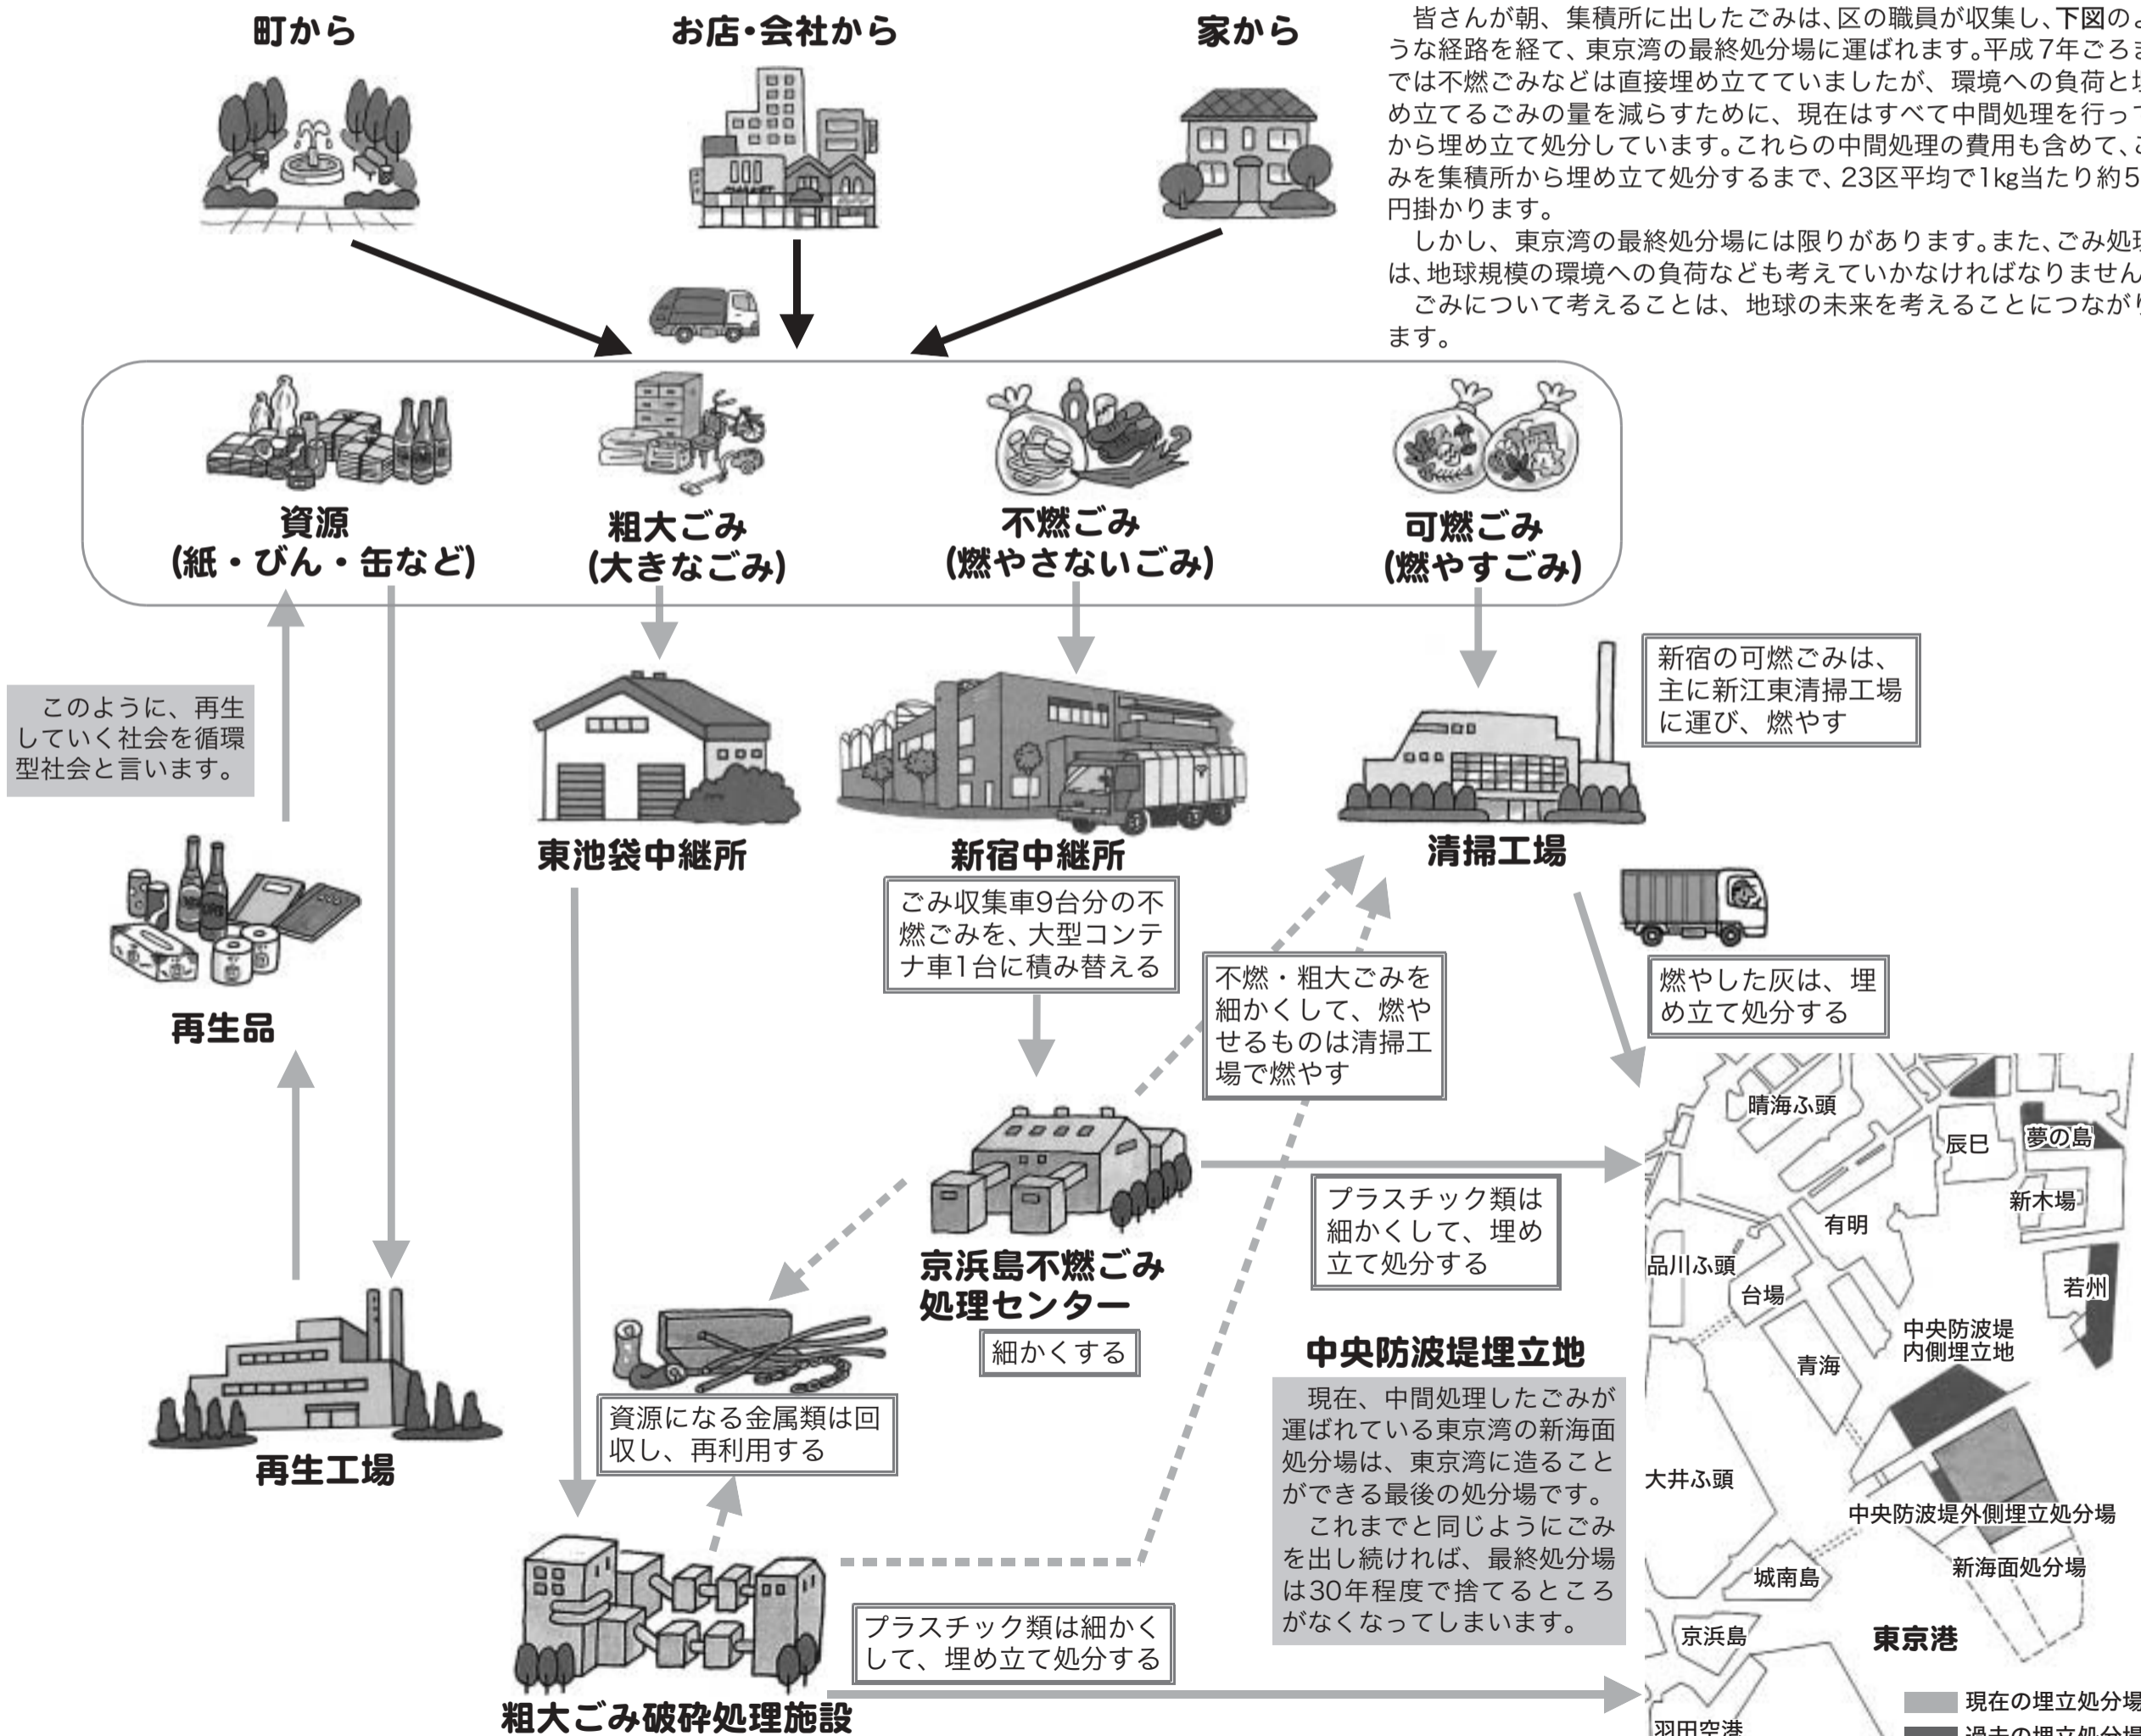 町から
お店・会社から
家から
皆さんが朝、集積所に出したごみは、区の職員が収集し、下図のよ
うな経路を経て、東京湾の最終処分場に運ばれます。平成7年ごろま
では不燃ごみなどは直接埋め立てていましたが、環境への負荷と埋
め立てるごみの量を減らすために、現在はすべて中間処理を行って
から埋め立て処分しています。これらの中間処理の費用も含めて、ご
みを集積所から埋め立て処分するまで、23区平均で1kg当たり約5
円掛かります。
しかし、東京湾の最終処分場には限りがあります。また、ごみ処理
は、地球規模の環境への負荷なども考えていかなければなりません
ごみについて考えることは、地球の未来を考えることにつながり
ます。
資源
(紙・びん・缶など)
粗大ごみ
(大きなごみ)
不燃ごみ
(燃やさないごみ)
可燃ごみ
(燃やすごみ)
このように、再生
していく社会を循環
型社会と言います。
新宿の可燃ごみは、
主に新江東清掃工場
に運び、燃やす
東池袋中継所
新宿中継所
清掃工場
ごみ収集車9台分の不
燃ごみを、大型コンテ
ナ車1台に積み替える
不燃・粗大ごみを
細かくして、燃や
せるものは清掃工
場で燃やす
燃やした灰は、埋
め立て処分する
再生品
京浜島不燃ごみ
処理センター
細かくする
プラスチック類は
細かくして、埋め
立て処分する
資源になる金属類は回
収し、再利用する
再生工場
中央防波堤埋立地
現在、中間処理したごみが
運ばれている東京湾の新海面
処分場は、東京湾に造ること
ができる最後の処分場です。
これまでと同じようにごみ
を出し続ければ、最終処分場
は30年程度で捨てるところ
がなくなってしまいます。
プラスチック類は細かく
して、埋め立て処分する
粗大ごみ破砕処理施設
晴海ふ頭
辰巳
夢の島
新木場
有明
品川ふ頭
台場
若州
中央防波堤
内側埋立地
青海
大井ふ頭
中央防波堤外側埋立処分場
新海面処分場
城南島
京浜島
東京港
羽田空港
現在の埋立処分場
過去の埋立処分場